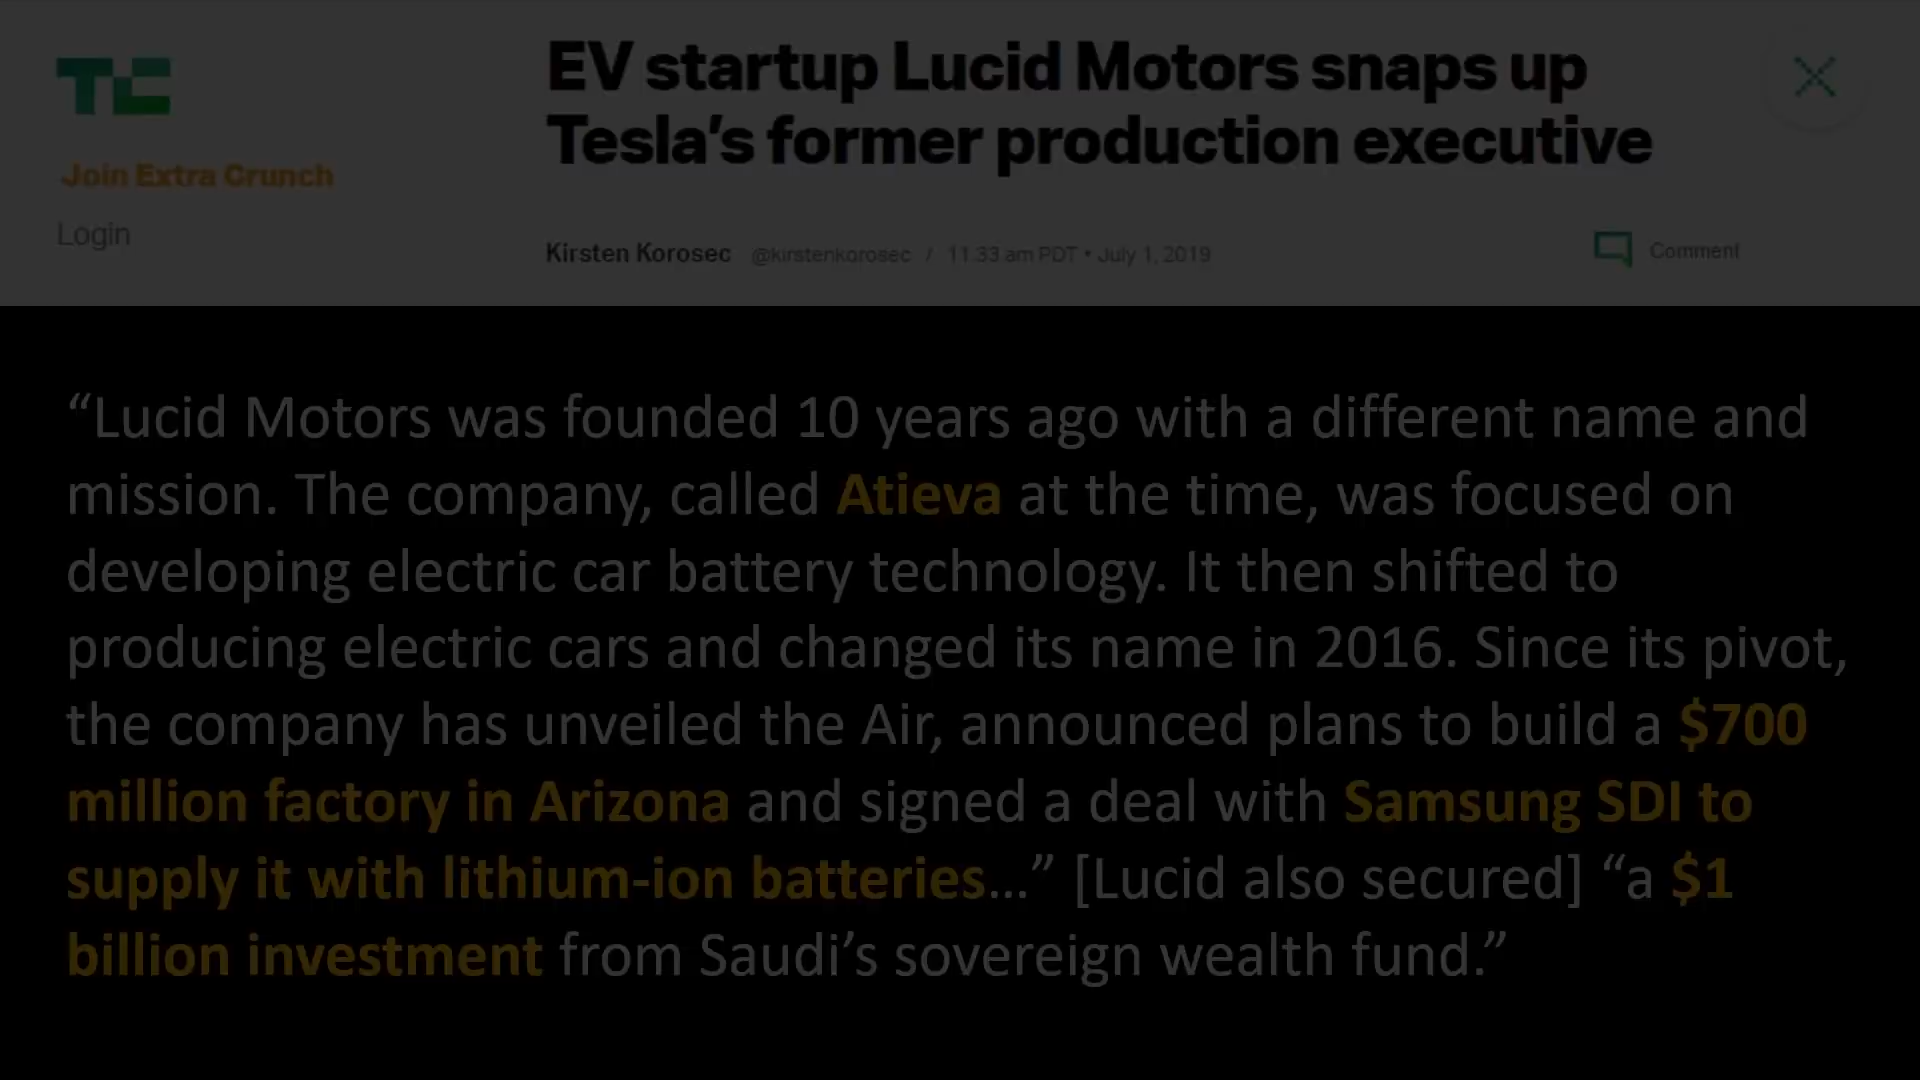 TC
EV startup Lucid Motors snaps up
Tesla’s former production executive
Join Extra Crunch
Login
Kirsten Korosec @kirstenkorosec / 11:33 am PDT • July 1, 2019
Comment
“Lucid Motors was founded 10 years ago with a different name and
mission. The company, called Atieva at the time, was focused on
developing electric car battery technology. It then shifted to
producing electric cars and changed its name in 2016. Since its pivot,
the company has unveiled the Air, announced plans to build a $700
million factory in Arizona and signed a deal with Samsung SDI to
supply it with lithium-ion batteries…” [Lucid also secured] “a $1
billion investment from Saudi’s sovereign wealth fund.”